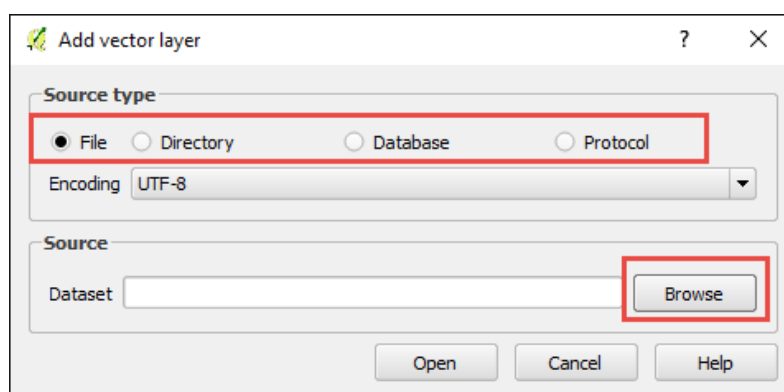 Add vector layer ?
Source type
File Directory Database Protocol
Encoding UTF-8
Source
Dataset Browse
Open Cancel Help